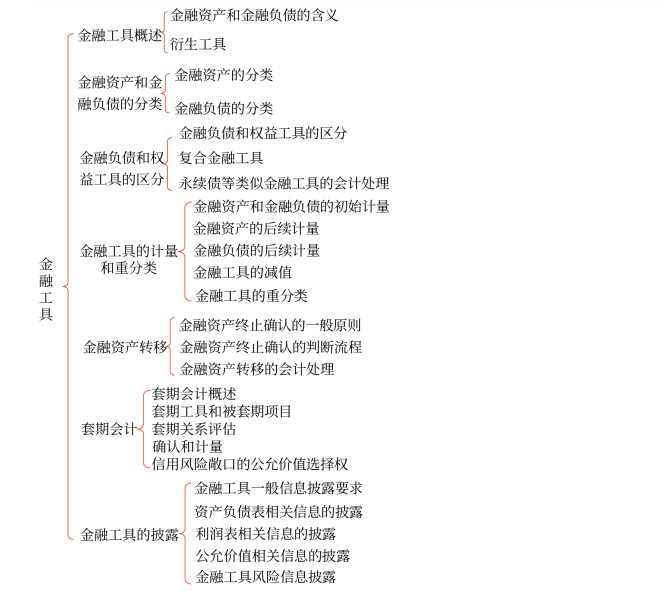 金融工具
金融工具概述
金融资产和金融负债的含义
衍生工具
金融资产和金
融负债的分类
金融资产的分类
金融负债的分类
金融负债和权
益工具的区分
金融负债和权益工具的区分
复合金融工具
永续债等类似金融工具的会计处理
金融工具的计量
和重分类
金融资产和金融负债的初始计量
金融资产的后续计量
金融负债的后续计量
金融工具的减值
金融工具的重分类
金融资产转移
金融资产终止确认的一般原则
金融资产终止确认的判断流程
金融资产转移的会计处理
套期会计
套期会计概述
套期工具和被套期项目
套期关系评估
确认和计量
信用风险敞口的公允价值选择权
金融工具的披露
金融工具一般信息披露要求
资产负债表相关信息的披露
利润表相关信息的披露
公允价值相关信息的披露
金融工具风险信息披露